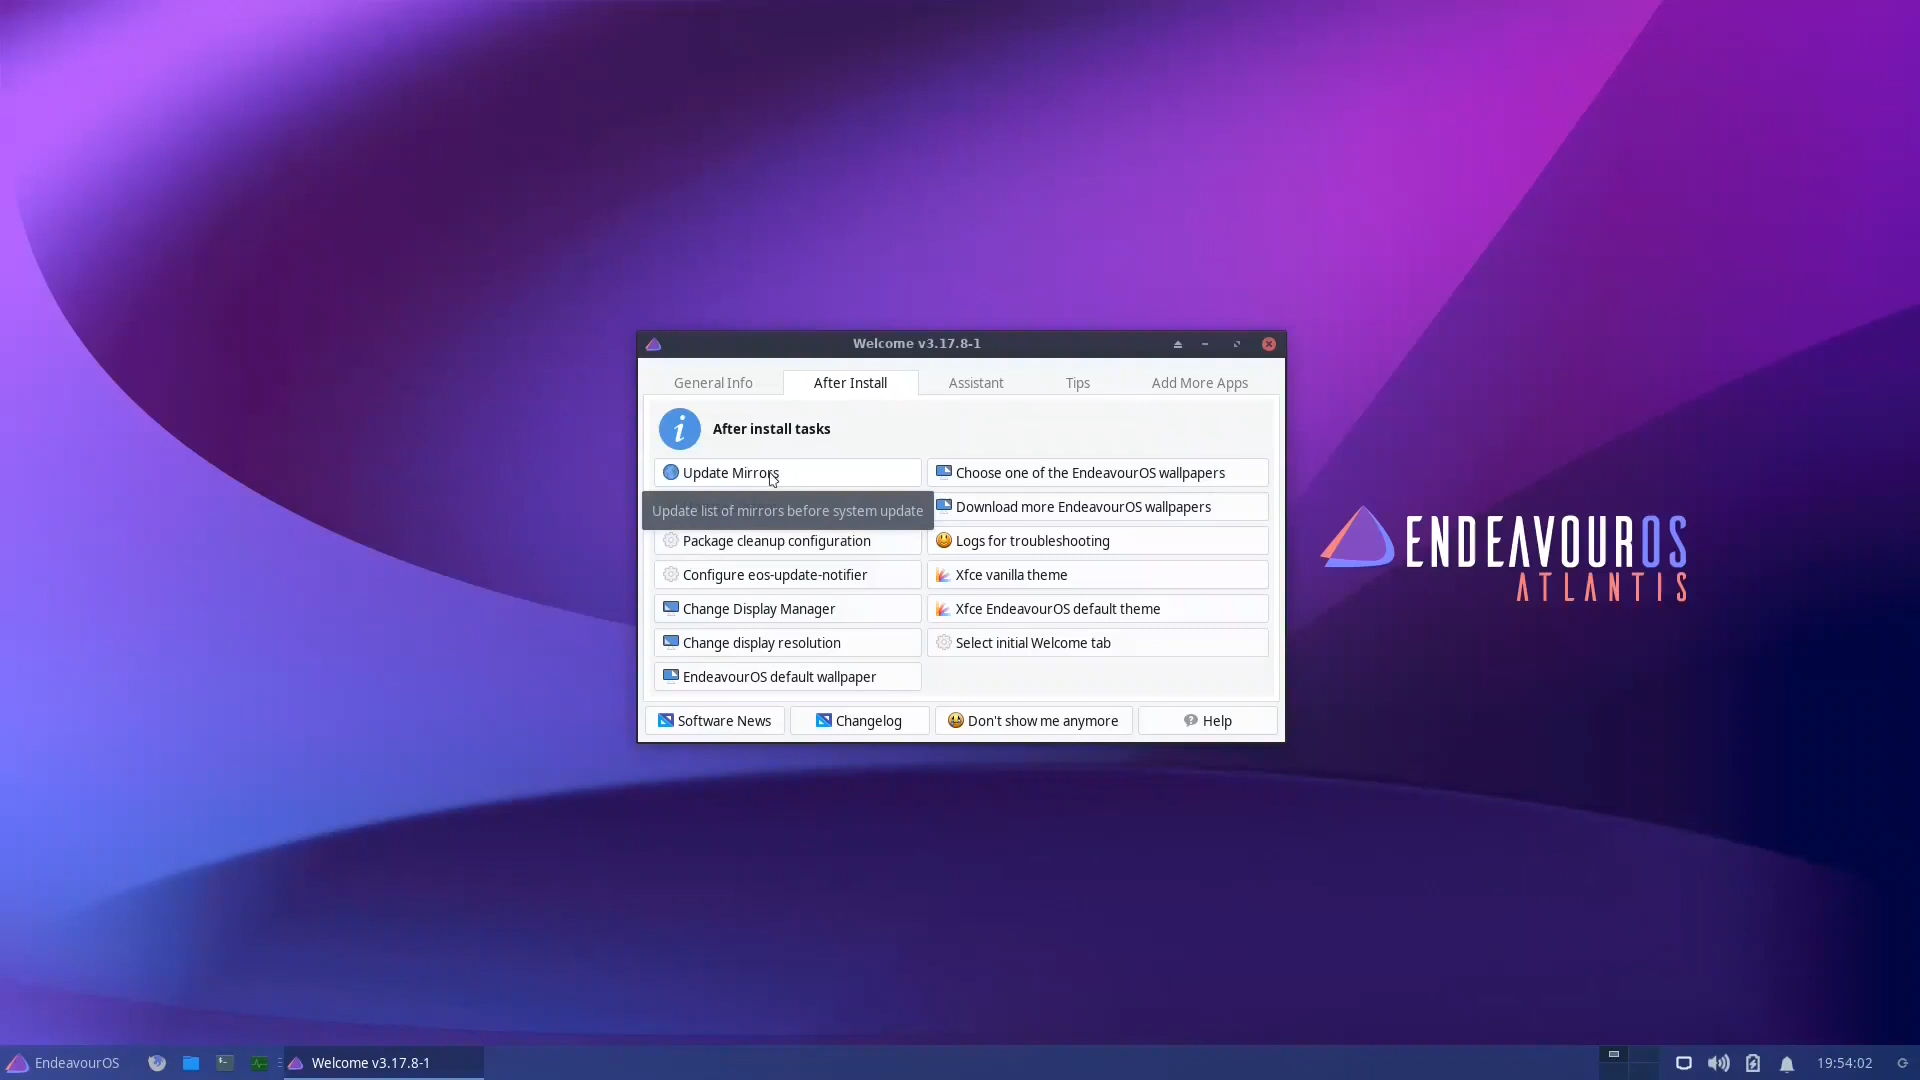 Welcome v3.17.8-1
General Info After Install Assistant Tips Add More Apps
After install tasks
Update Mirrors
Choose one of the EndeavourOS wallpapers
Update list of mirrors before system update
Download more EndeavourOS wallpapers
Package cleanup configuration
Logs for troubleshooting
Configure eos-update-notifier
Xfce vanilla theme
Change Display Manager
Xfce EndeavourOS default theme
Change display resolution
Select initial Welcome tab
EndeavourOS default wallpaper
Software News Changelog Don't show me anymore Help
ENDEAVOUROS
ATLANTIS
EndeavourOS Welcome v3.17.8-1 19:54:02